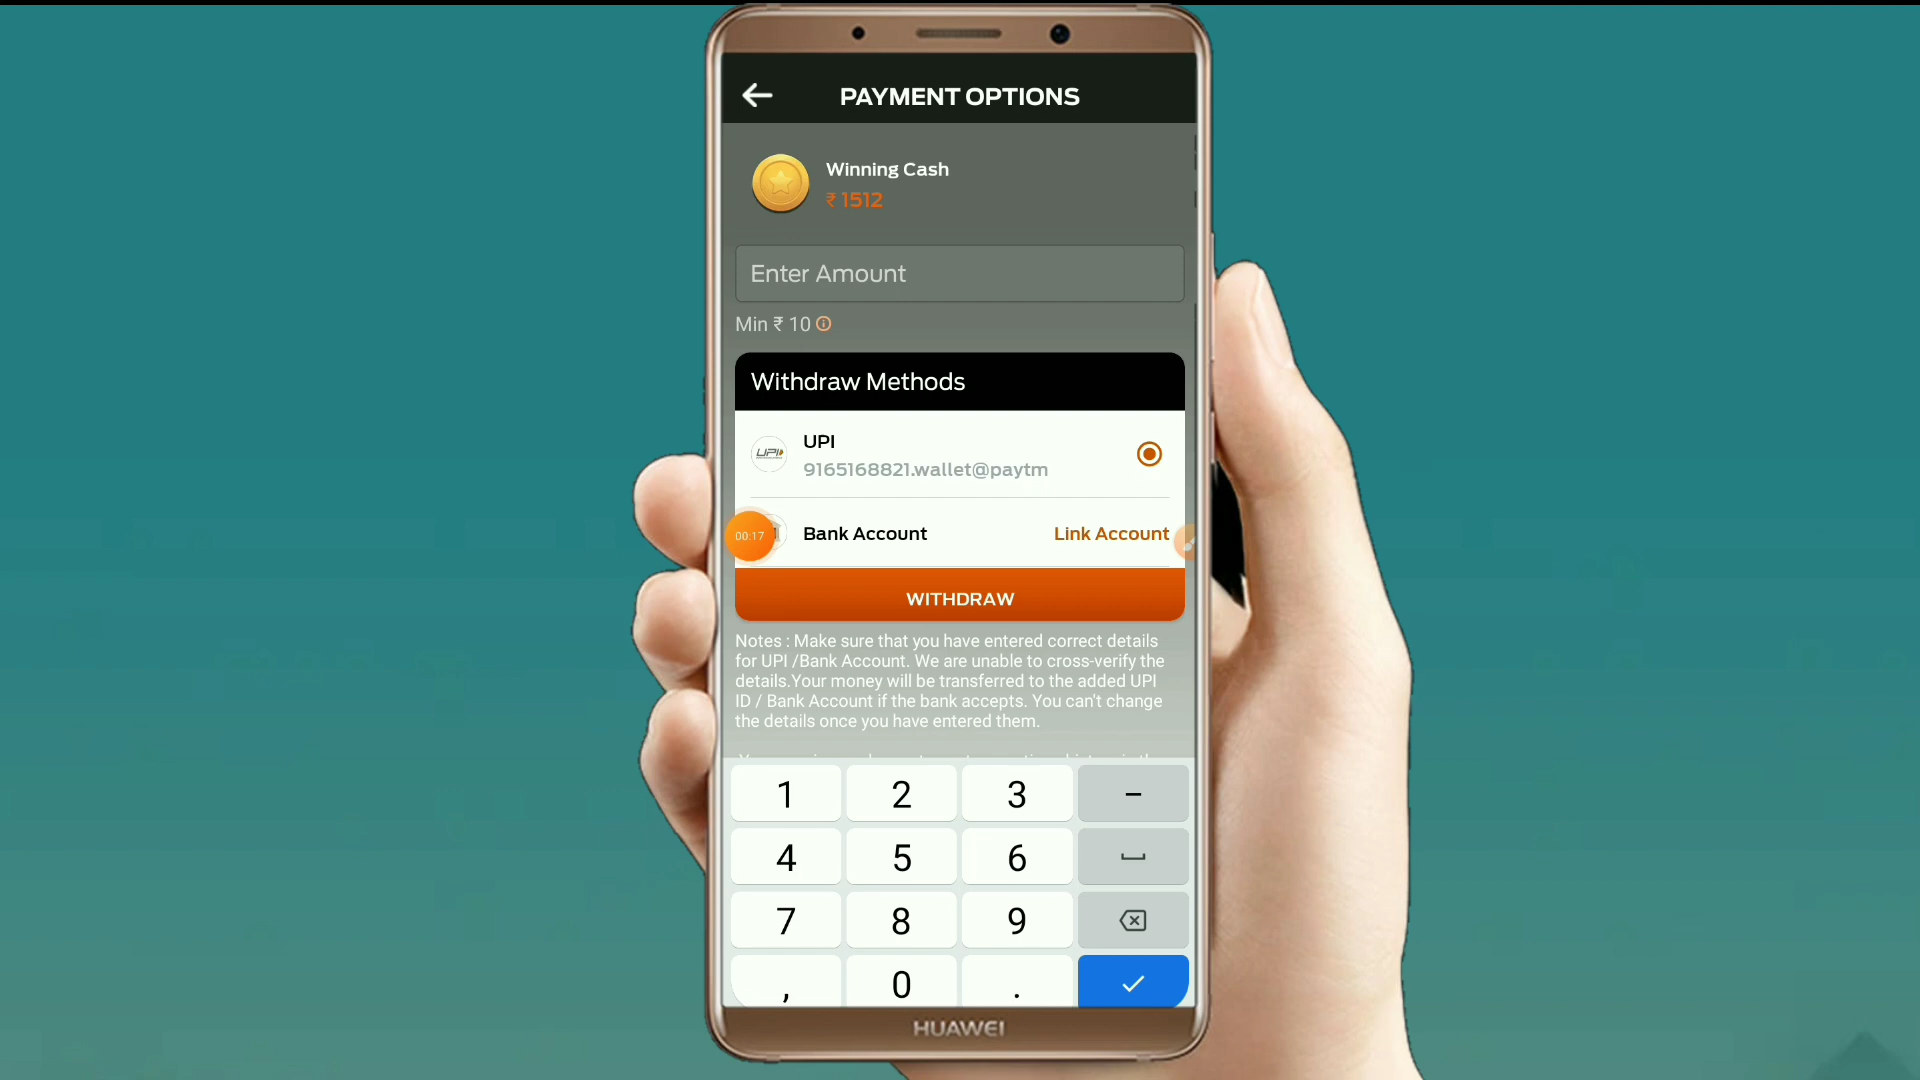 PAYMENT OPTIONS
Winning Cash
₹ 1512
Enter Amount
Min ₹ 10
Withdraw Methods
UPI
UPI
9165168821.wallet@paytm
00:17
Bank Account
Link Account
WITHDRAW
Notes : Make sure that you have entered correct details
for UPI /Bank Account. We are unable to cross-verify the
details.Your money will be transferred to the added UPI
ID / Bank Account if the bank accepts. You can't change
the details once you have entered them.
1 2 3 –
4 5 6
7 8 9
, 0 .
HUAWEI